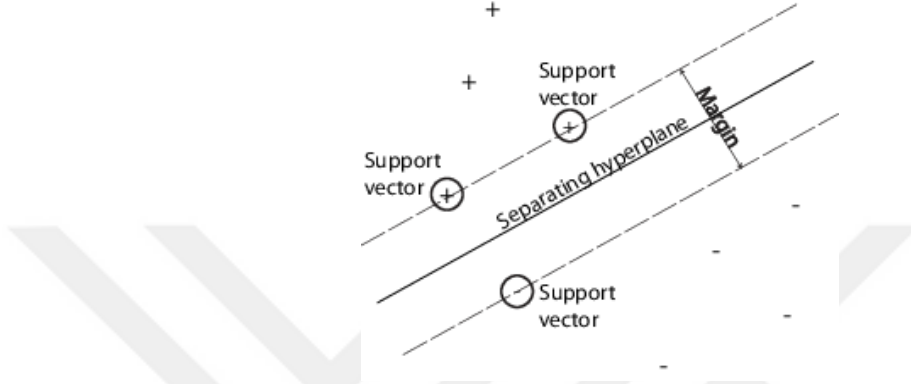 +
+
Support
vector
+
Margin
Support
vector
+
Separating hyperplane
-
-
-
Support
vector
-
-